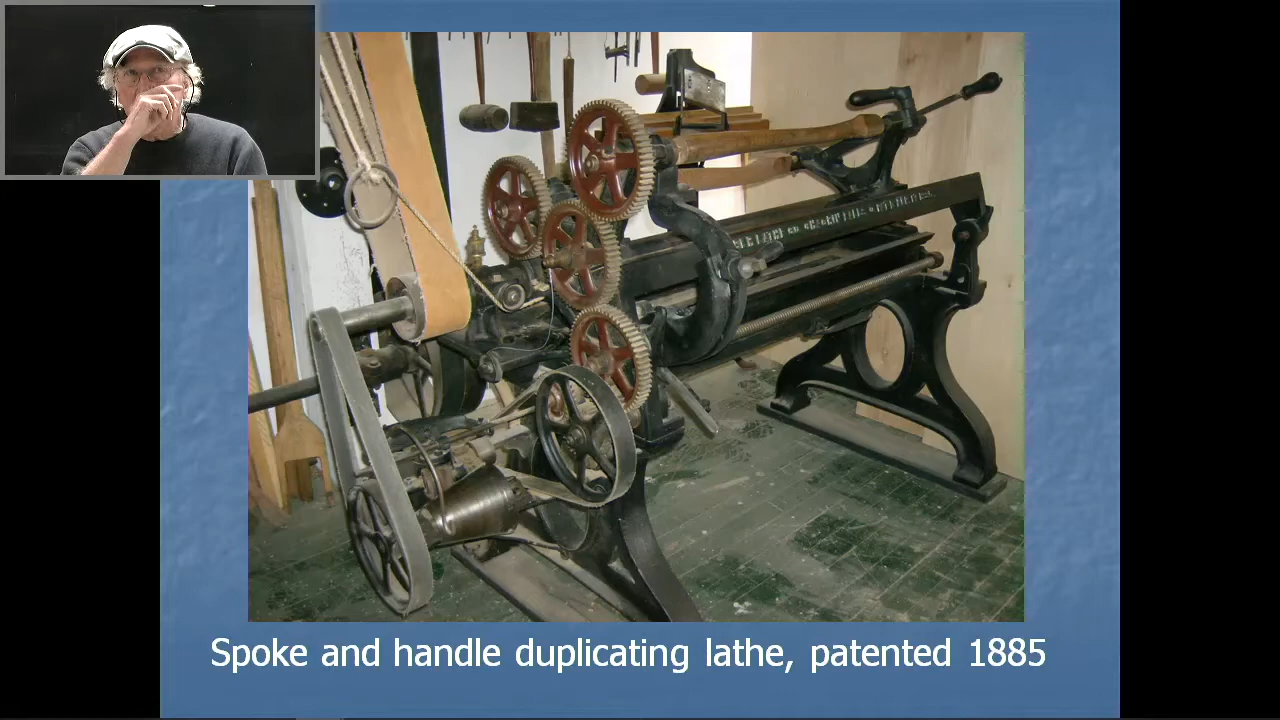 Spoke and handle duplicating lathe, patented 1885